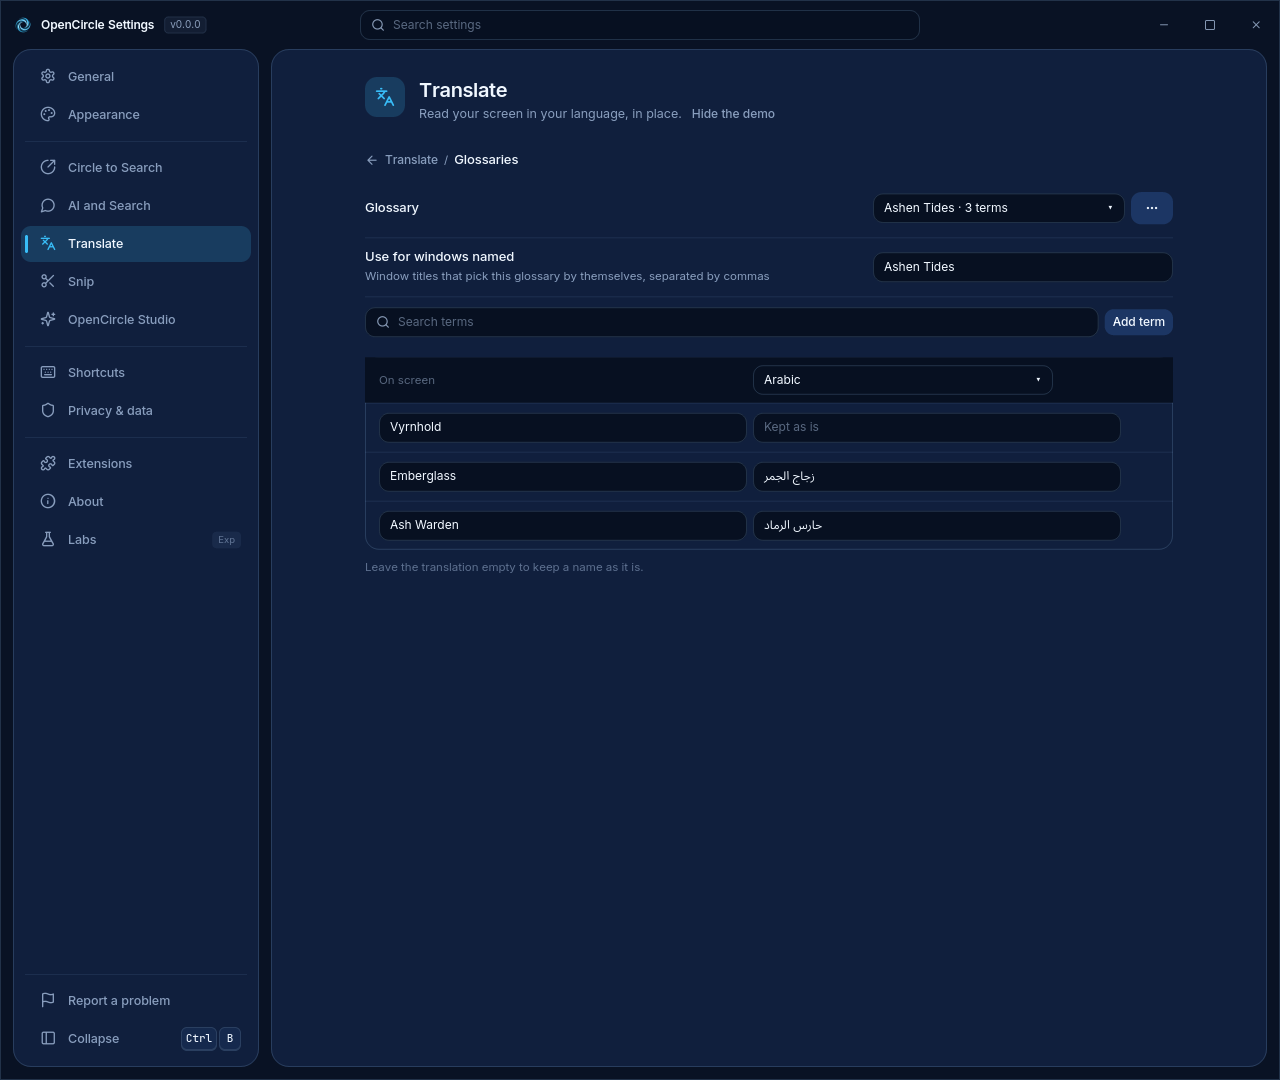 OpenCircle Settings v0.0.0
Search settings
General
Appearance
Circle to Search
AI and Search
Translate
Snip
OpenCircle Studio
Shortcuts
Privacy & data
Extensions
About
Labs Exp
Report a problem
Collapse Ctrl B
Translate
Read your screen in your language, in place. Hide the demo
Translate / Glossaries
Glossary
Ashen Tides · 3 terms
Use for windows named
Window titles that pick this glossary by themselves, separated by commas
Ashen Tides
Search terms
Add term
On screen
Arabic
Vyrnhold
Kept as is
Emberglass
زجاج الجمر
Ash Warden
حارس الرماد
Leave the translation empty to keep a name as it is.